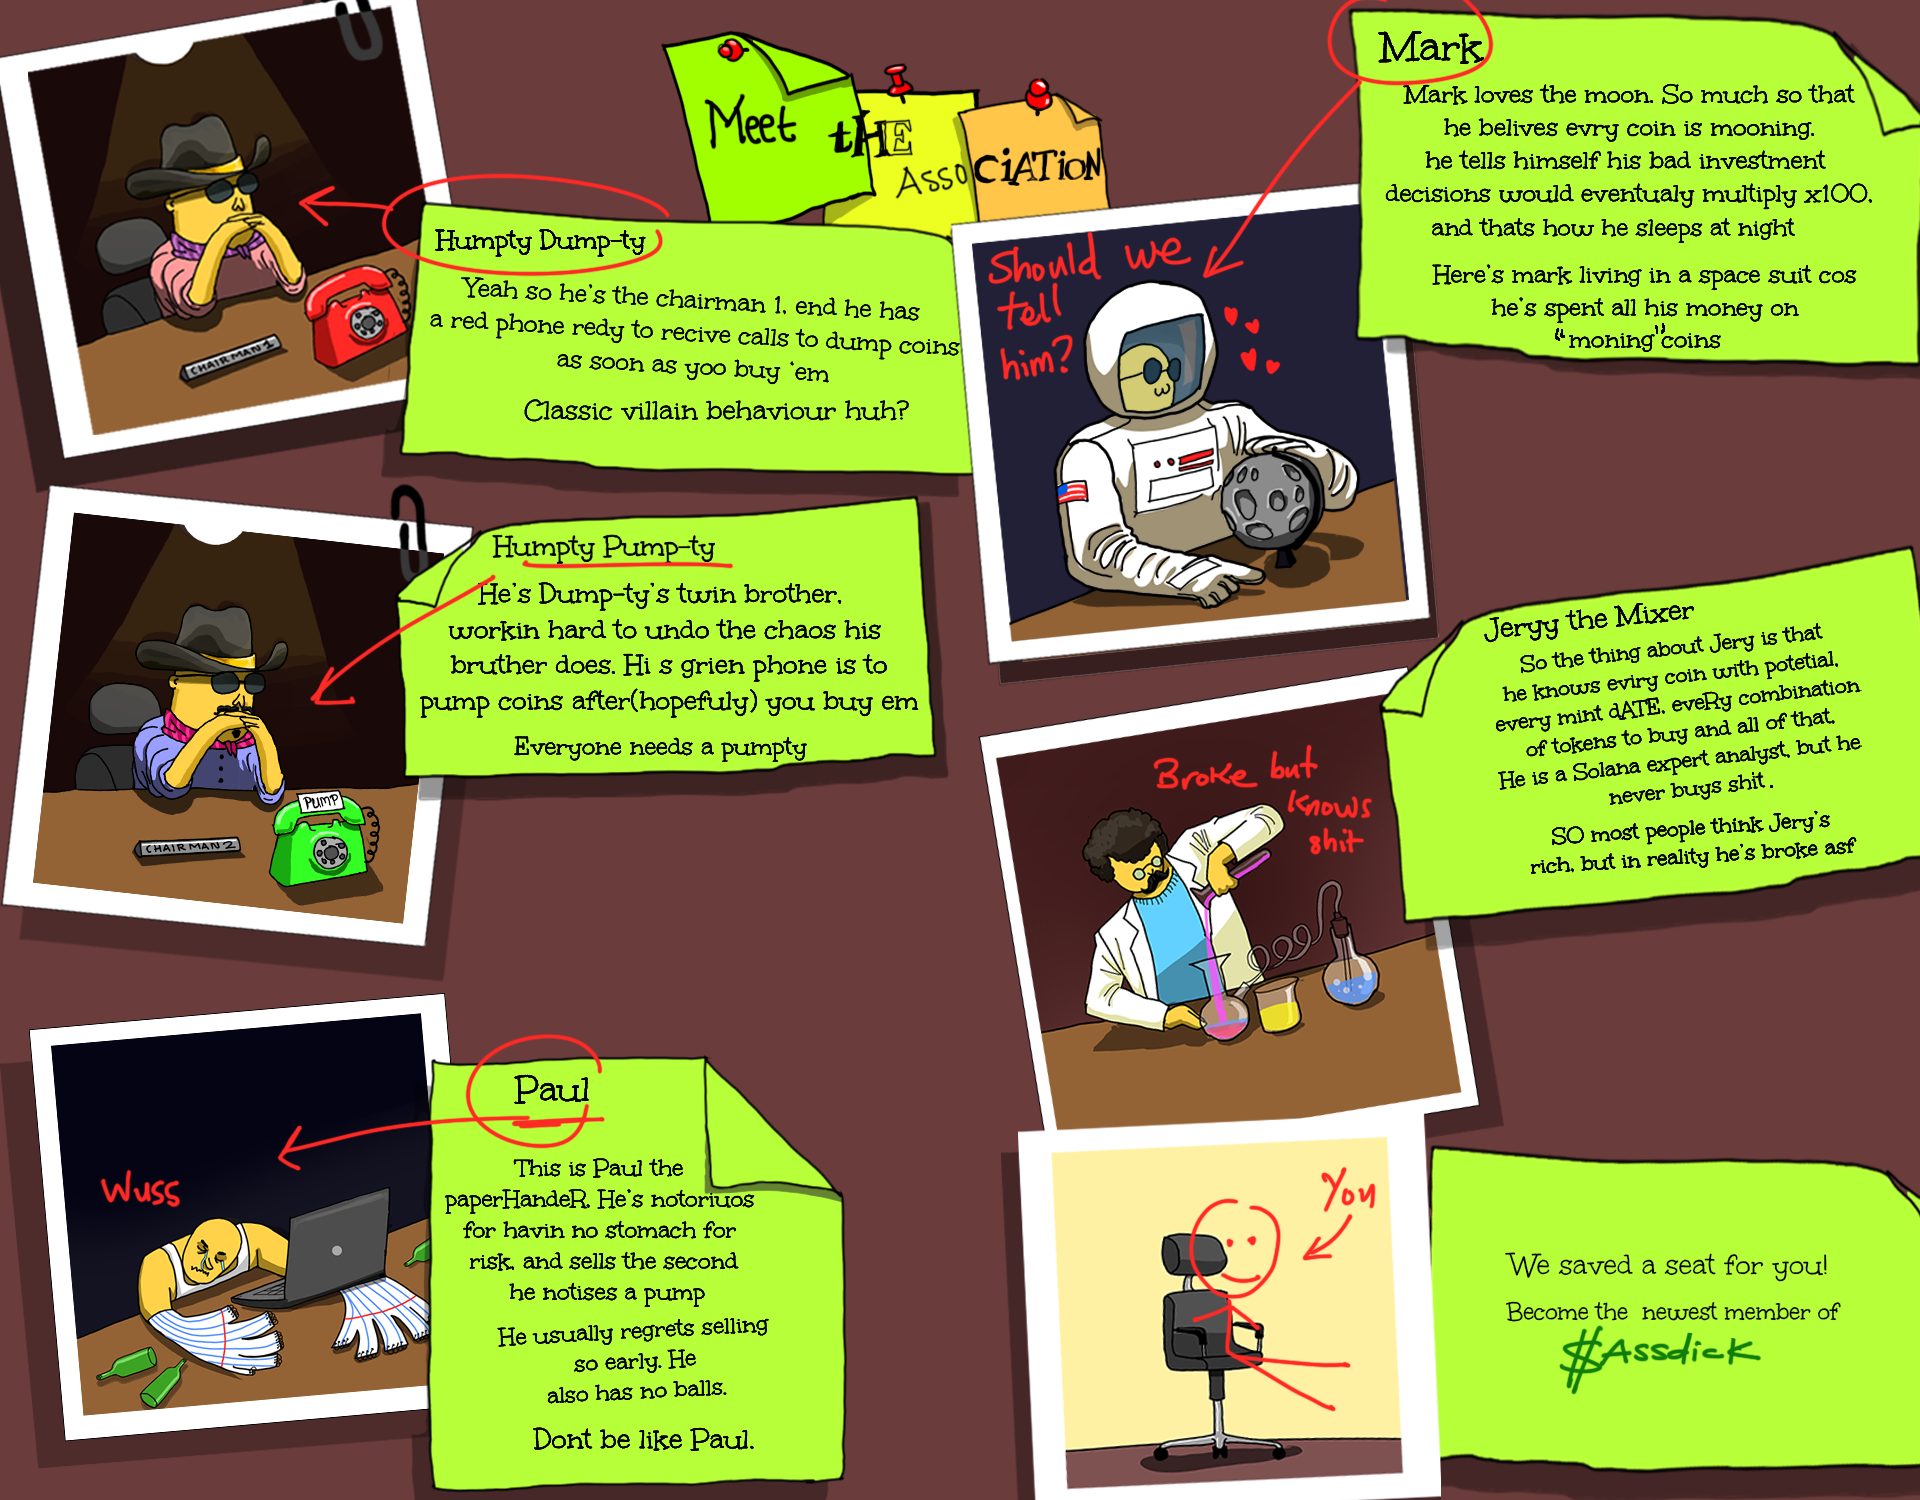 Meet tHE
AssoCiATiON
Humpty Dump-ty
Yeah so he's the chairman 1, end he has
a red phone redy to recive calls to dump coins
as soon as yoo buy 'em
Classic villain behaviour huh?
CHAIRMAN 1
Humpty Pump-ty
He's Dump-ty's twin brother,
workin hard to undo the chaos his
bruther does. Hi s grien phone is to
pump coins after(hopefuly) you buy em
Everyone needs a pumpty
PUMP
CHAIRMAN 2
Paul
This is Paul the
paperHandeR. He's notoriuos
for havin no stomach for
risk, and sells the second
he notises a pump
He usually regrets selling
so early. He
also has no balls.
Dont be like Paul.
Wuss
Mark
Mark loves the moon. So much so that
he belives evry coin is mooning.
he tells himself his bad investment
decisions would eventualy multiply x100,
and thats how he sleeps at night
Here's mark living in a space suit cos
he's spent all his money on
"moning"coins
Should we
tell
him?
Jeryy the Mixer
So the thing about Jery is that
he knows eviry coin with potetial,
every mint dATE, eveRy combination
of tokens to buy and all of that,
He is a Solana expert analyst, but he
never buys shit.
SO most people think Jery's
rich, but in reality he's broke asf
Broke but
knows
shit
You
We saved a seat for you!
Become the newest member of
$Assdick